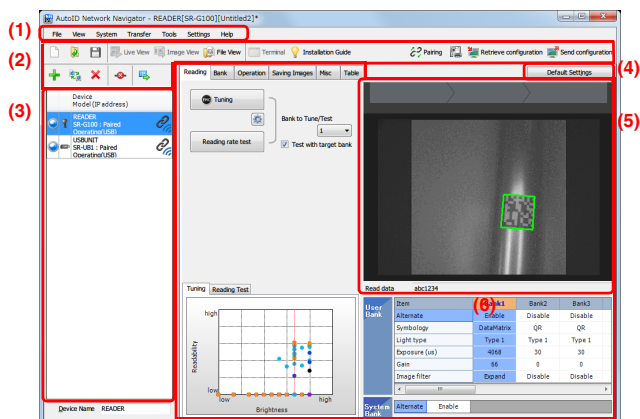 AutoID Network Navigator - READER[SR-G100][Untitled2]*
(1)
File View System Transfer Tools Settings Help
(2)
Live View Image View File View Terminal Installation Guide Pairing Retrieve configuration Send configuration
(3)
Device
Model(IP address)
READER
SR-G100 : Paired
Operating(USB)
USBUNIT
SR-UB1 : Paired
Operating(USB)
Device Name READER
Reading Bank Operation Saving Images Misc Table
Tuning
Bank to Tune/Test
1
Reading rate test
Test with target bank
Default Settings
(4)
(5)
Read data abc1234
Tuning Reading Test
high
Readability
low
low high
Brightness
(6)
User
Bank
Item Bank1 Bank2 Bank3
Alternate Enable Disable Disable
Symbology DataMatrix QR QR
Light type Type 1 Type 1 Type 1
Exposure (us) 4068 30 30
Gain 66 0 0
Image filter Expand Disable Disable
System
Bank
Alternate Enable